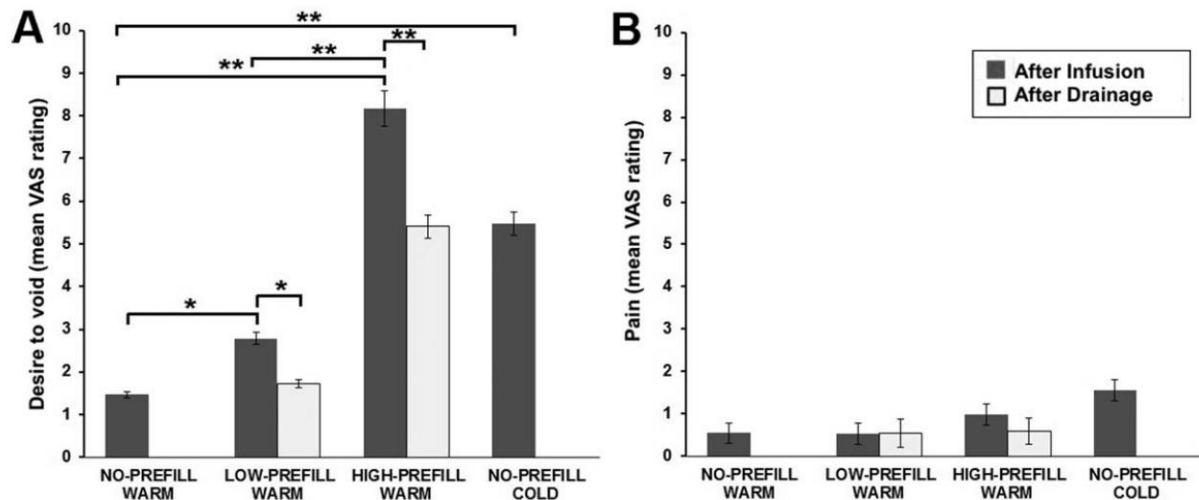 A
Desire to void (mean VAS rating)
10
9
8
7
6
5
4
3
2
1
0
**
**
**
**
*
*
NO-PREFILL
WARM
LOW-PREFILL
WARM
HIGH-PREFILL
WARM
NO-PREFILL
COLD
B
Pain (mean VAS rating)
10
9
8
7
6
5
4
3
2
1
0
After Infusion
After Drainage
NO-PREFILL
WARM
LOW-PREFILL
WARM
HIGH-PREFILL
WARM
NO-PREFILL
COLD